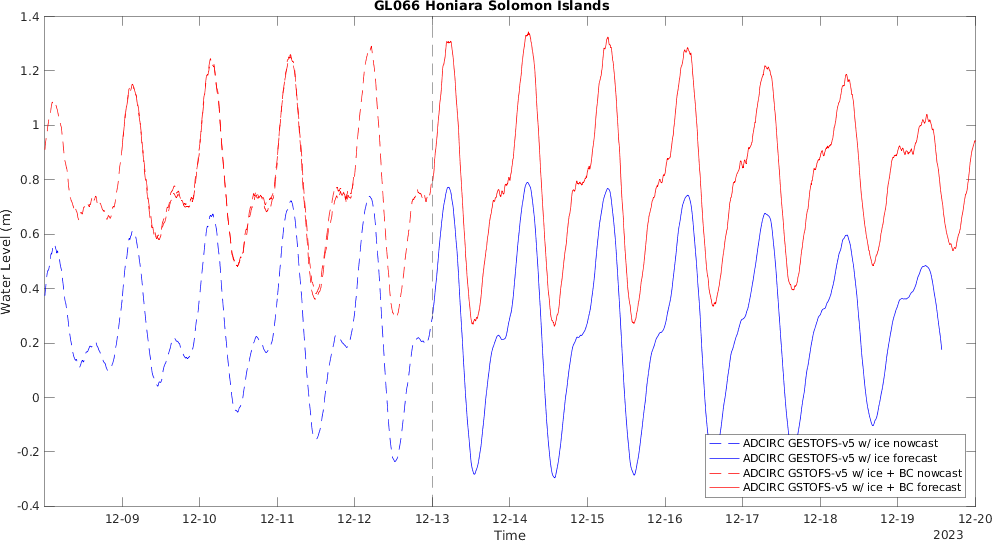 GL066 Honiara Solomon Islands
1.4
1.2
1
0.8
0.6
0.4
0.2
0
-0.2
-0.4
Water Level (m)
ADCIRC GESTOFS-v5 w/ ice nowcast
ADCIRC GESTOFS-v5 w/ ice forecast
ADCIRC GSTOFS-v5 w/ ice + BC nowcast
ADCIRC GSTOFS-v5 w/ ice + BC forecast
12-09 12-10 12-11 12-12 12-13 12-14 12-15 12-16 12-17 12-18 12-19 12-20
Time
2023